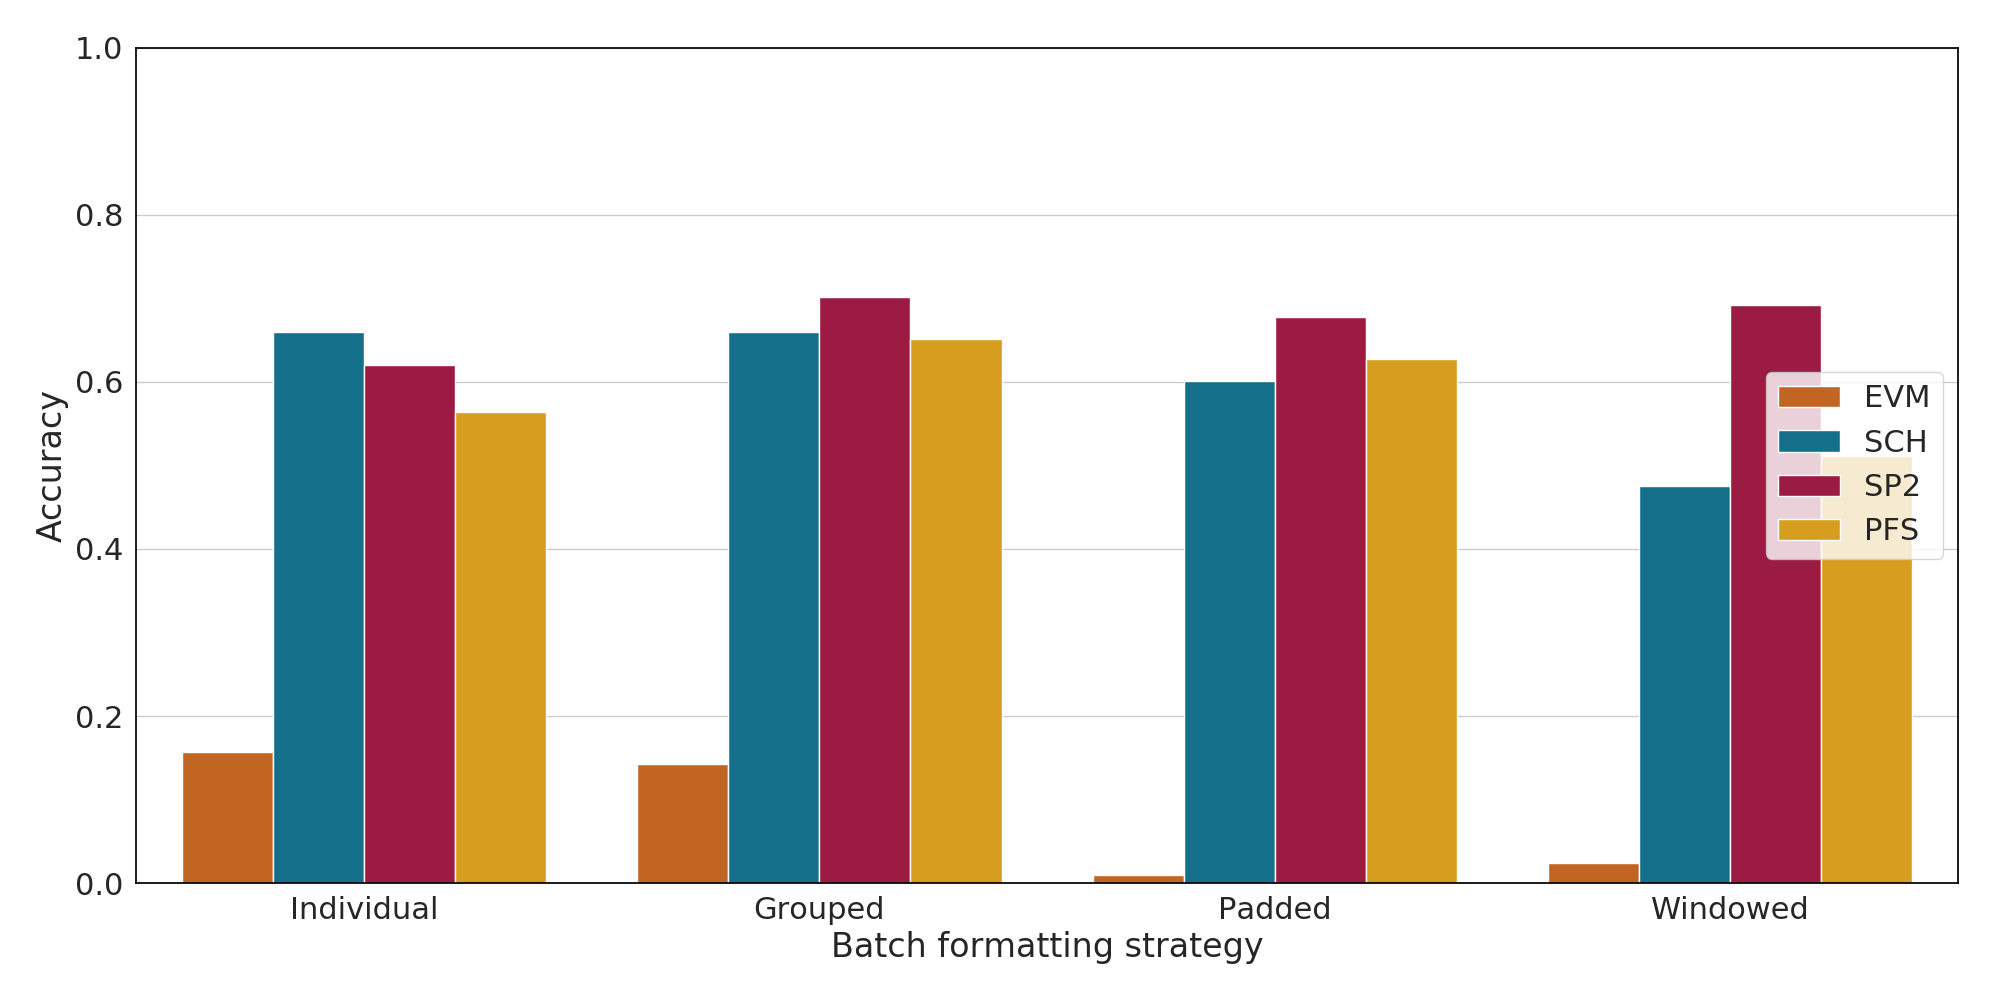 1.0
0.8
0.6
0.4
0.2
0.0
Accuracy
EVM
SCH
SP2
PFS
Individual
Grouped
Padded
Windowed
Batch formatting strategy